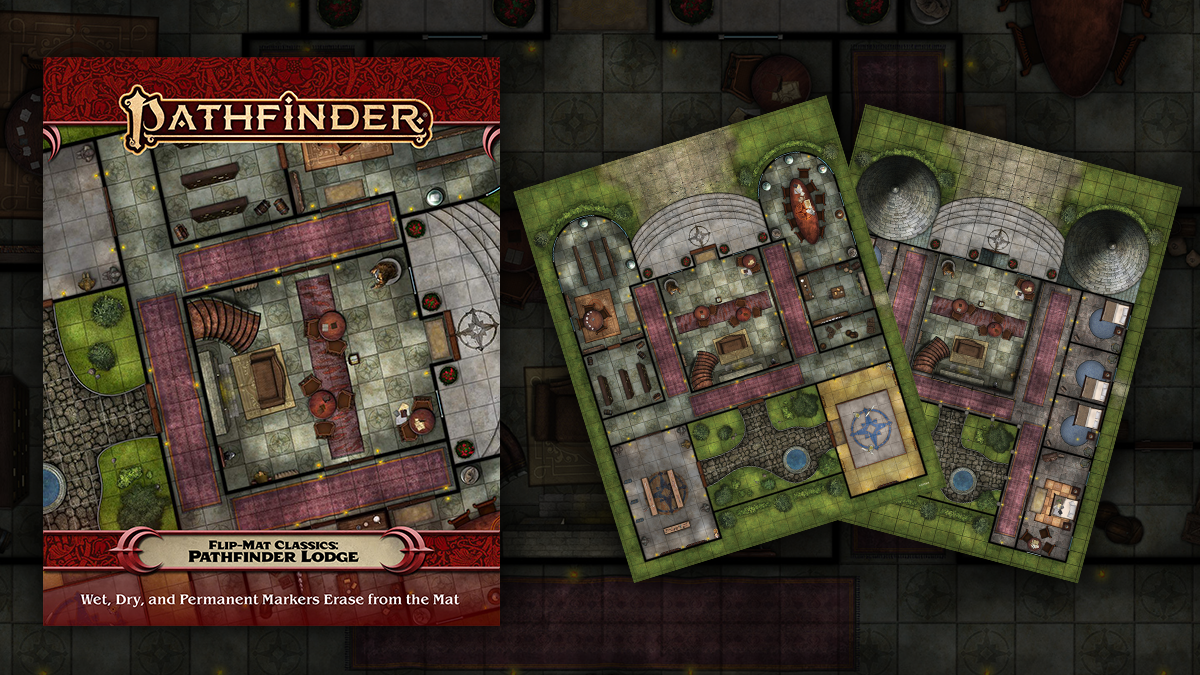 PATHFINDER®
FLIP-MAT CLASSICS:
PATHFINDER LODGE
Wet, Dry, and Permanent Markers Erase from the Mat